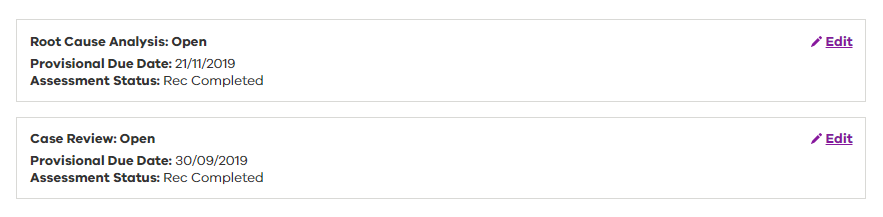 Root Cause Analysis: Open
Edit
Provisional Due Date: 21/11/2019
Assessment Status: Rec Completed
Case Review: Open
Edit
Provisional Due Date: 30/09/2019
Assessment Status: Rec Completed